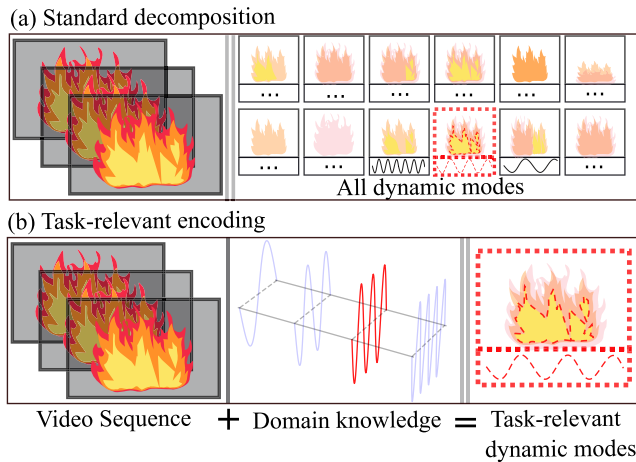 (a) Standard decomposition
... ... ... ... ... ...
... ... ...
All dynamic modes
(b) Task-relevant encoding
Video Sequence + Domain knowledge = Task-relevant
dynamic modes